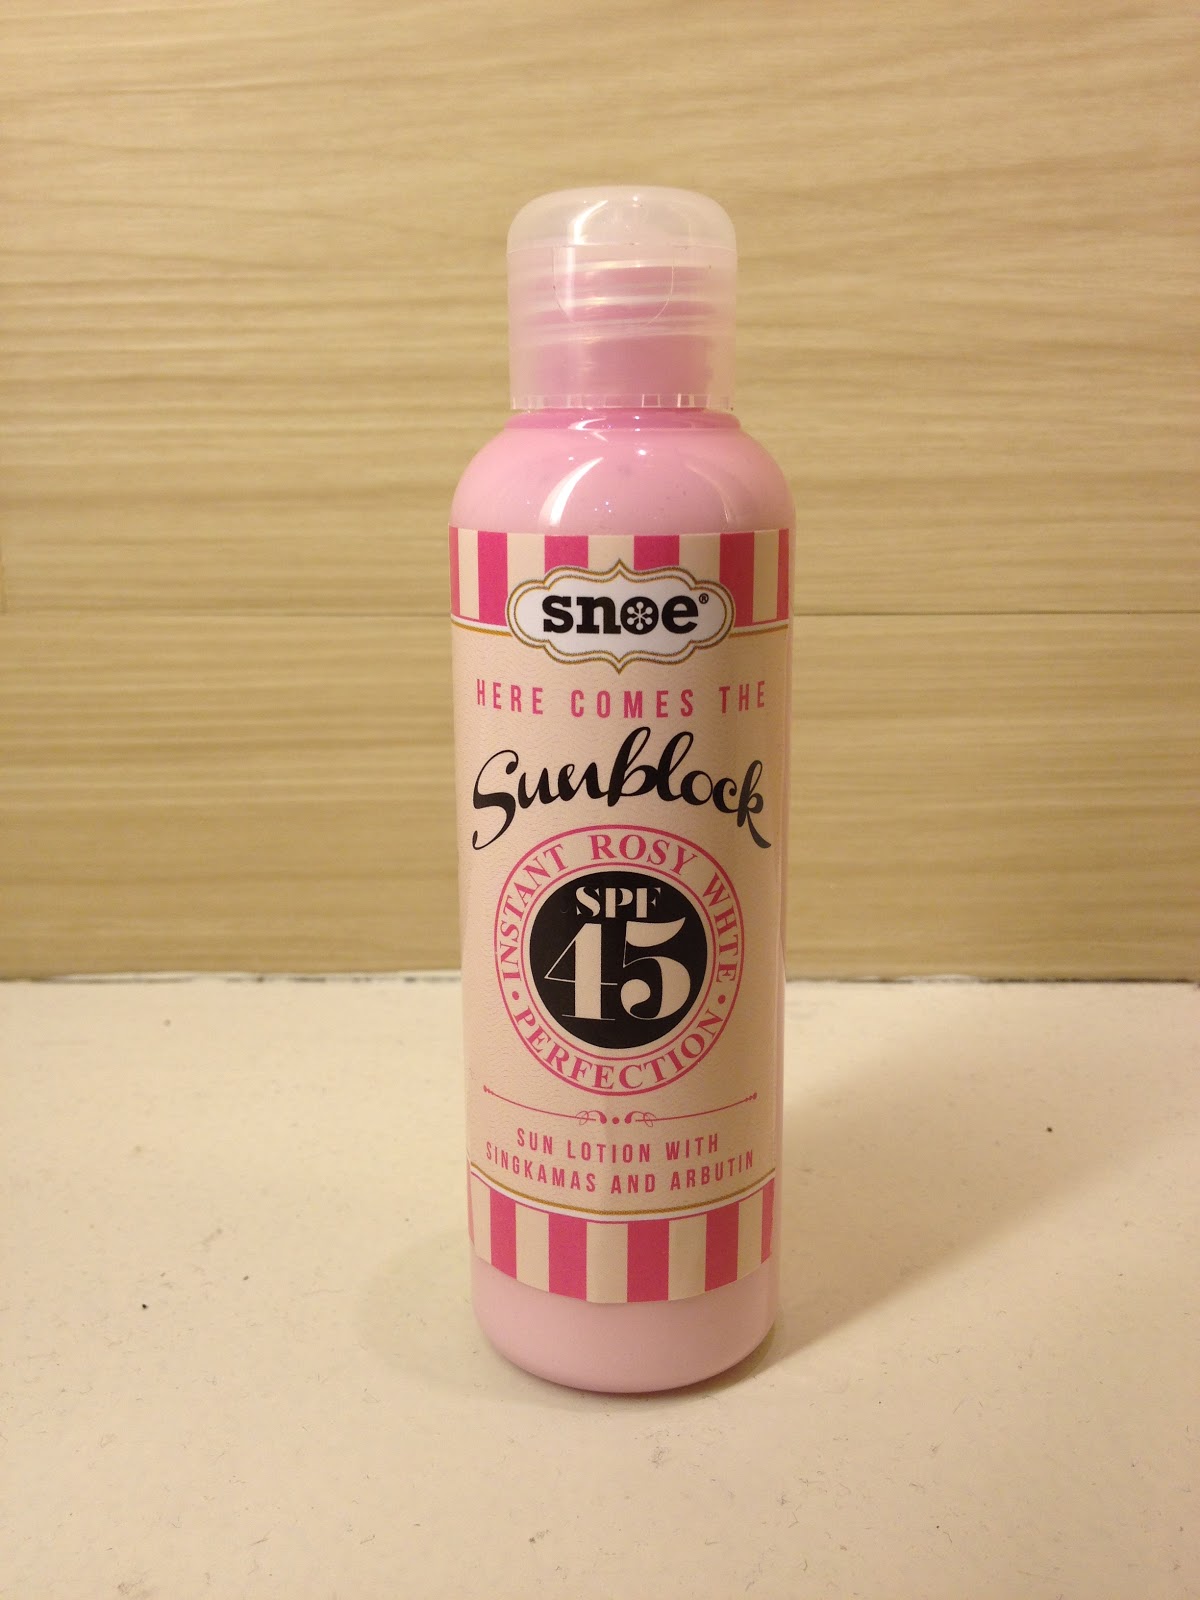 snoe®
HERE COMES THE
Sunblock
INSTANT ROSY WHTE
SPF
45
• PERFECTION •
SUN LOTION WITH
SINGKAMAS AND ARBUTIN